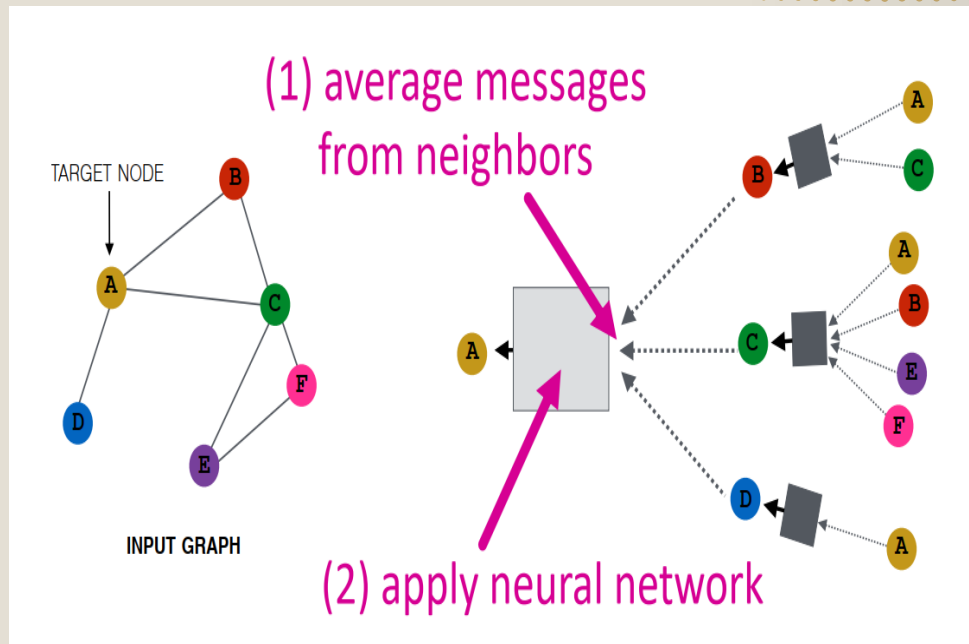 (1) average messages
from neighbors
TARGET NODE
A
B
C
D
E
F
INPUT GRAPH
A
B
C
D
A
C
A
B
E
F
A
(2) apply neural network